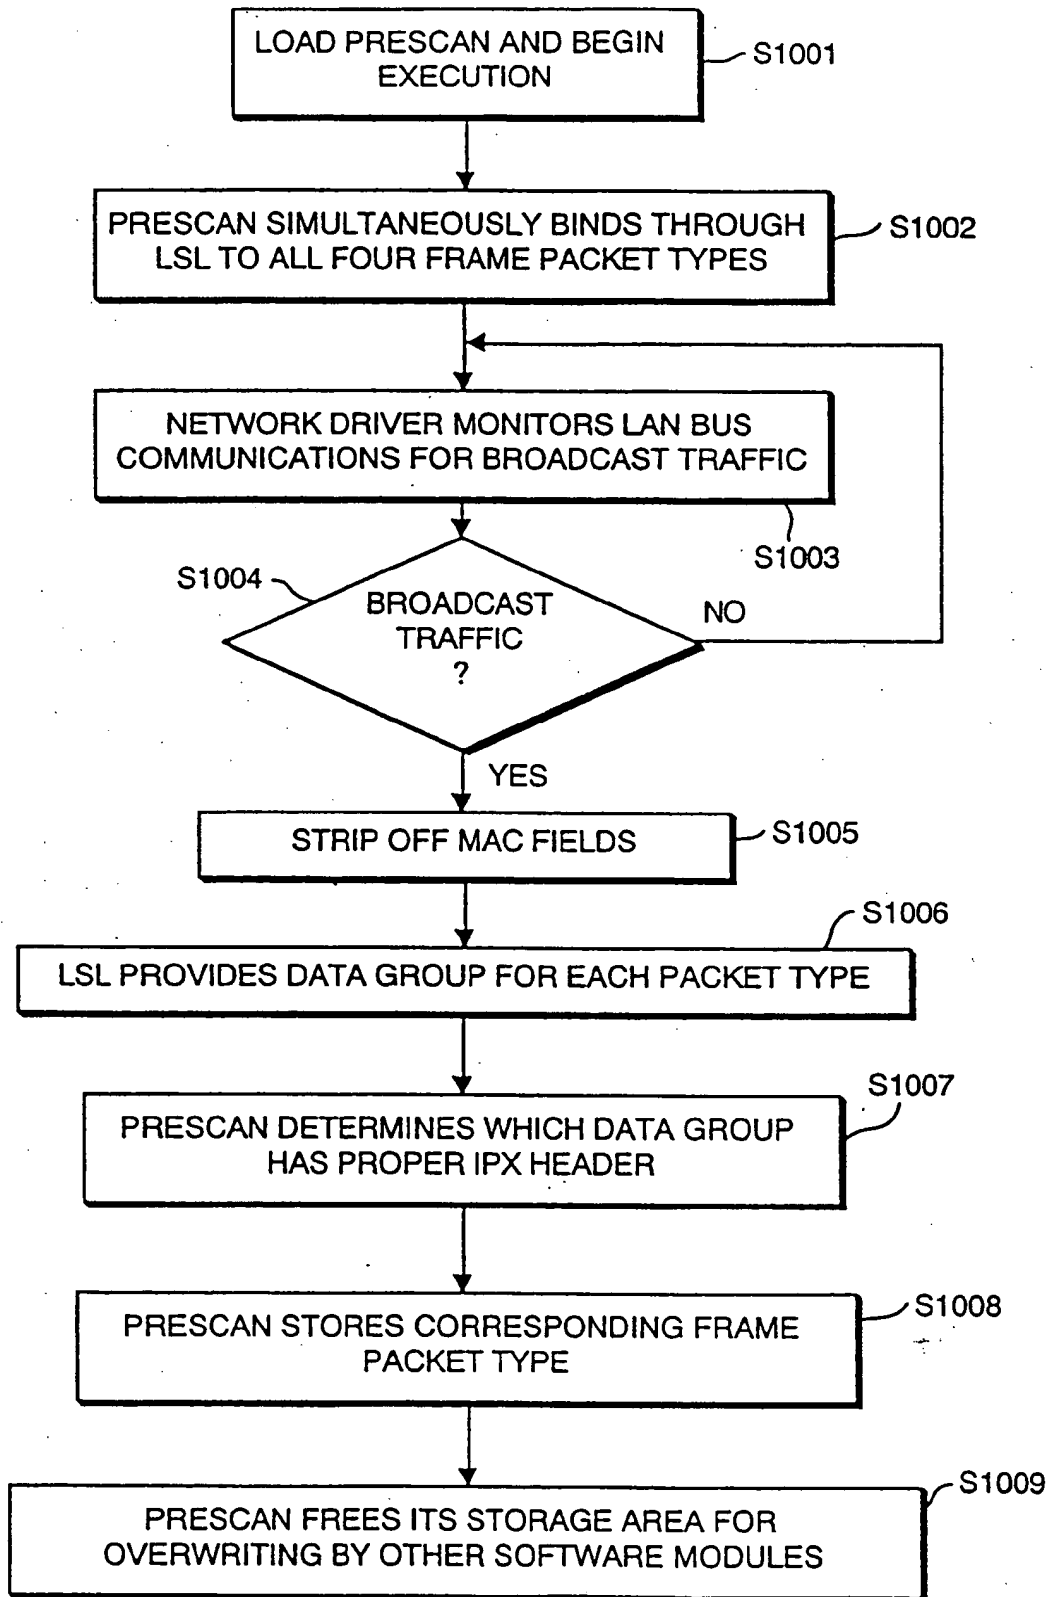 LOAD PRESCAN AND BEGIN
EXECUTION
S1001
PRESCAN SIMULTANEOUSLY BINDS THROUGH
LSL TO ALL FOUR FRAME PACKET TYPES
S1002
NETWORK DRIVER MONITORS LAN BUS
COMMUNICATIONS FOR BROADCAST TRAFFIC
S1003
S1004
BROADCAST
TRAFFIC
?
NO
YES
STRIP OFF MAC FIELDS
S1005
S1006
LSL PROVIDES DATA GROUP FOR EACH PACKET TYPE
S1007
PRESCAN DETERMINES WHICH DATA GROUP
HAS PROPER IPX HEADER
S1008
PRESCAN STORES CORRESPONDING FRAME
PACKET TYPE
S1009
PRESCAN FREES ITS STORAGE AREA FOR
OVERWRITING BY OTHER SOFTWARE MODULES